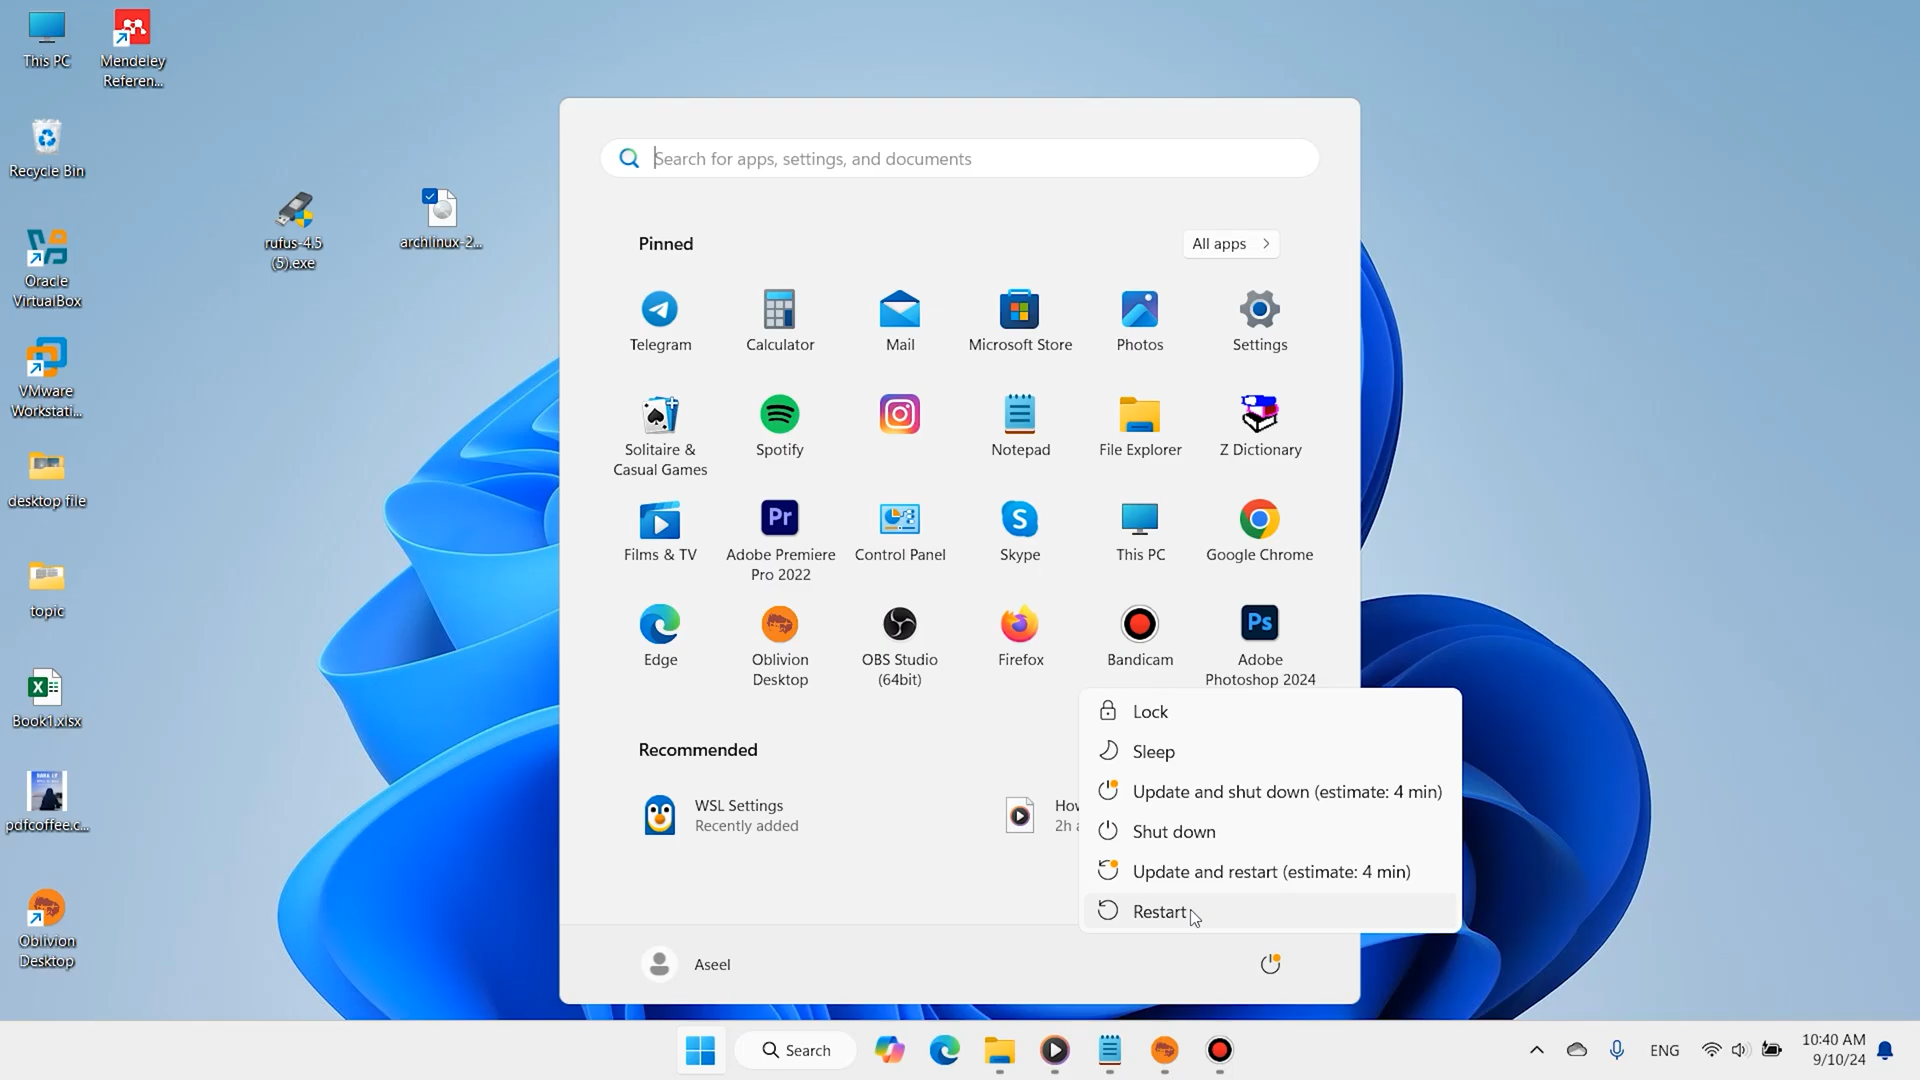 This PC
Mendeley
Referen...
Recycle Bin
rufus-4.5
(5).exe
archlinux-2...
Oracle
VirtualBox
VMware
Workstati...
desktop file
topic
Book1.xlsx
pdfcoffee.c...
Oblivion
Desktop
Search for apps, settings, and documents
Pinned
All apps
Telegram
Calculator
Mail
Microsoft Store
Photos
Settings
Solitaire &
Casual Games
Spotify
Notepad
File Explorer
Z Dictionary
Films & TV
Adobe Premiere
Pro 2022
Control Panel
Skype
This PC
Google Chrome
Edge
Oblivion
Desktop
OBS Studio
(64bit)
Firefox
Bandicam
Adobe
Photoshop 2024
Recommended
WSL Settings
Recently added
How
2h a
Lock
Sleep
Update and shut down (estimate: 4 min)
Shut down
Update and restart (estimate: 4 min)
Restart
Aseel
Search
ENG
10:40 AM
9/10/24